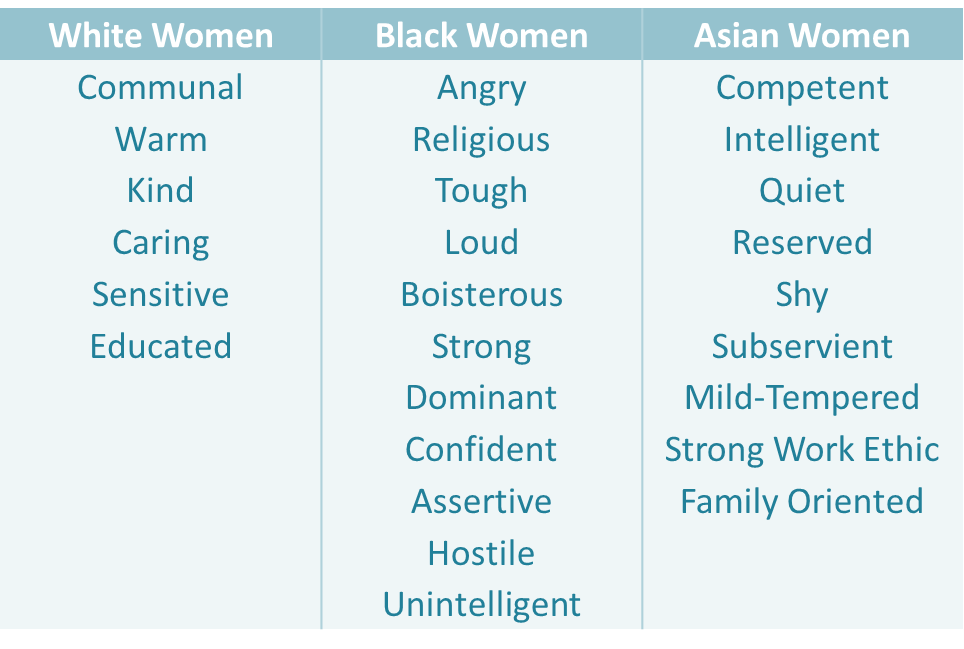 White Women Black Women Asian Women
Communal Angry Competent
Warm Religious Intelligent
Kind Tough Quiet
Caring Loud Reserved
Sensitive Boisterous Shy
Educated Strong Subservient
Dominant Mild-Tempered
Confident Strong Work Ethic
Assertive Family Oriented
Hostile
Unintelligent